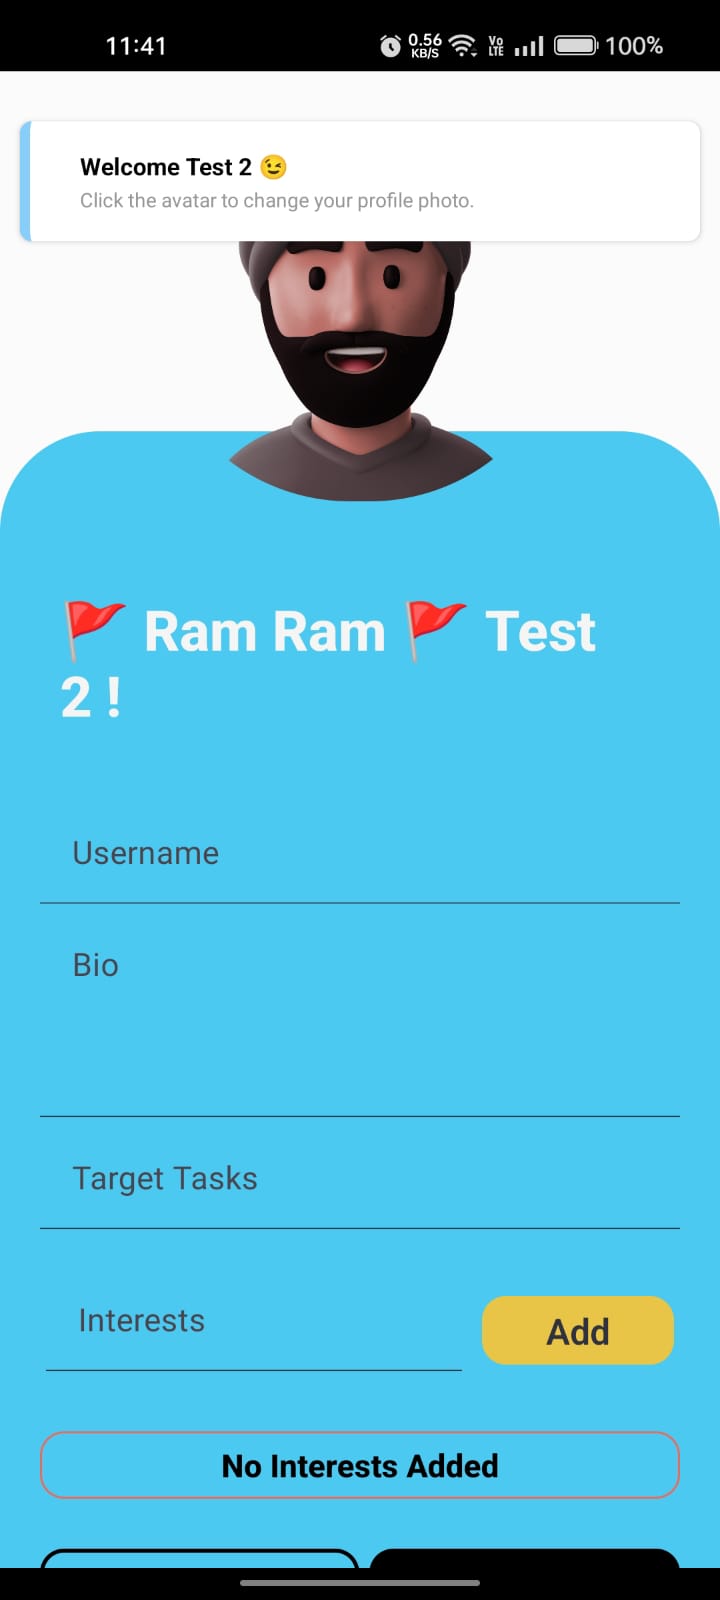 11:41
0.56 KB/S
Vo LTE
100%
Welcome Test 2 😉
Click the avatar to change your profile photo.
🚩 Ram Ram 🚩 Test
2 !
Username
Bio
Target Tasks
Interests
Add
No Interests Added